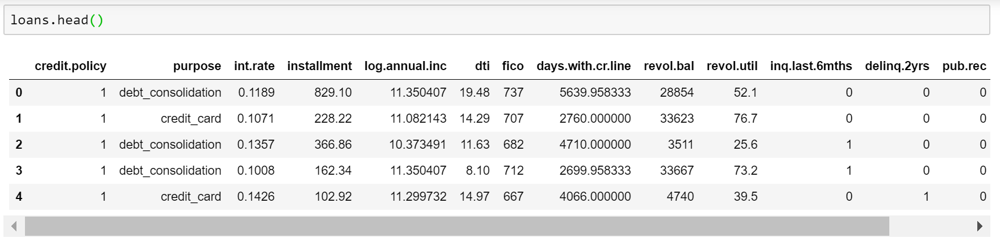 loans.head()
credit.policy purpose int.rate installment log.annual.inc dti fico days.with.cr.line revol.bal revol.util inq.last.6mths delinq.2yrs pub.rec
0 1 debt_consolidation 0.1189 829.10 11.350407 19.48 737 5639.958333 28854 52.1 0 0 0
1 1 credit_card 0.1071 228.22 11.082143 14.29 707 2760.000000 33623 76.7 0 0 0
2 1 debt_consolidation 0.1357 366.86 10.373491 11.63 682 4710.000000 3511 25.6 1 0 0
3 1 debt_consolidation 0.1008 162.34 11.350407 8.10 712 2699.958333 33667 73.2 1 0 0
4 1 credit_card 0.1426 102.92 11.299732 14.97 667 4066.000000 4740 39.5 0 1 0